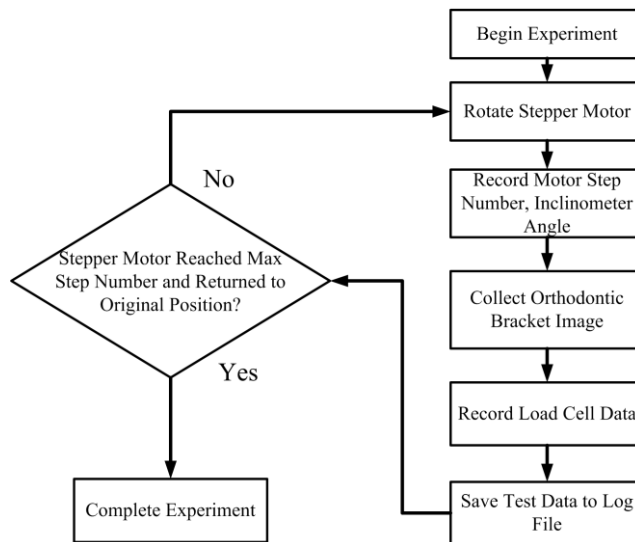 Begin Experiment
Rotate Stepper Motor
Record Motor Step
Number, Inclinometer
Angle
Collect Orthodontic
Bracket Image
Record Load Cell Data
Save Test Data to Log
File
Stepper Motor Reached Max
Step Number and Returned to
Original Position?
No
Yes
Complete Experiment